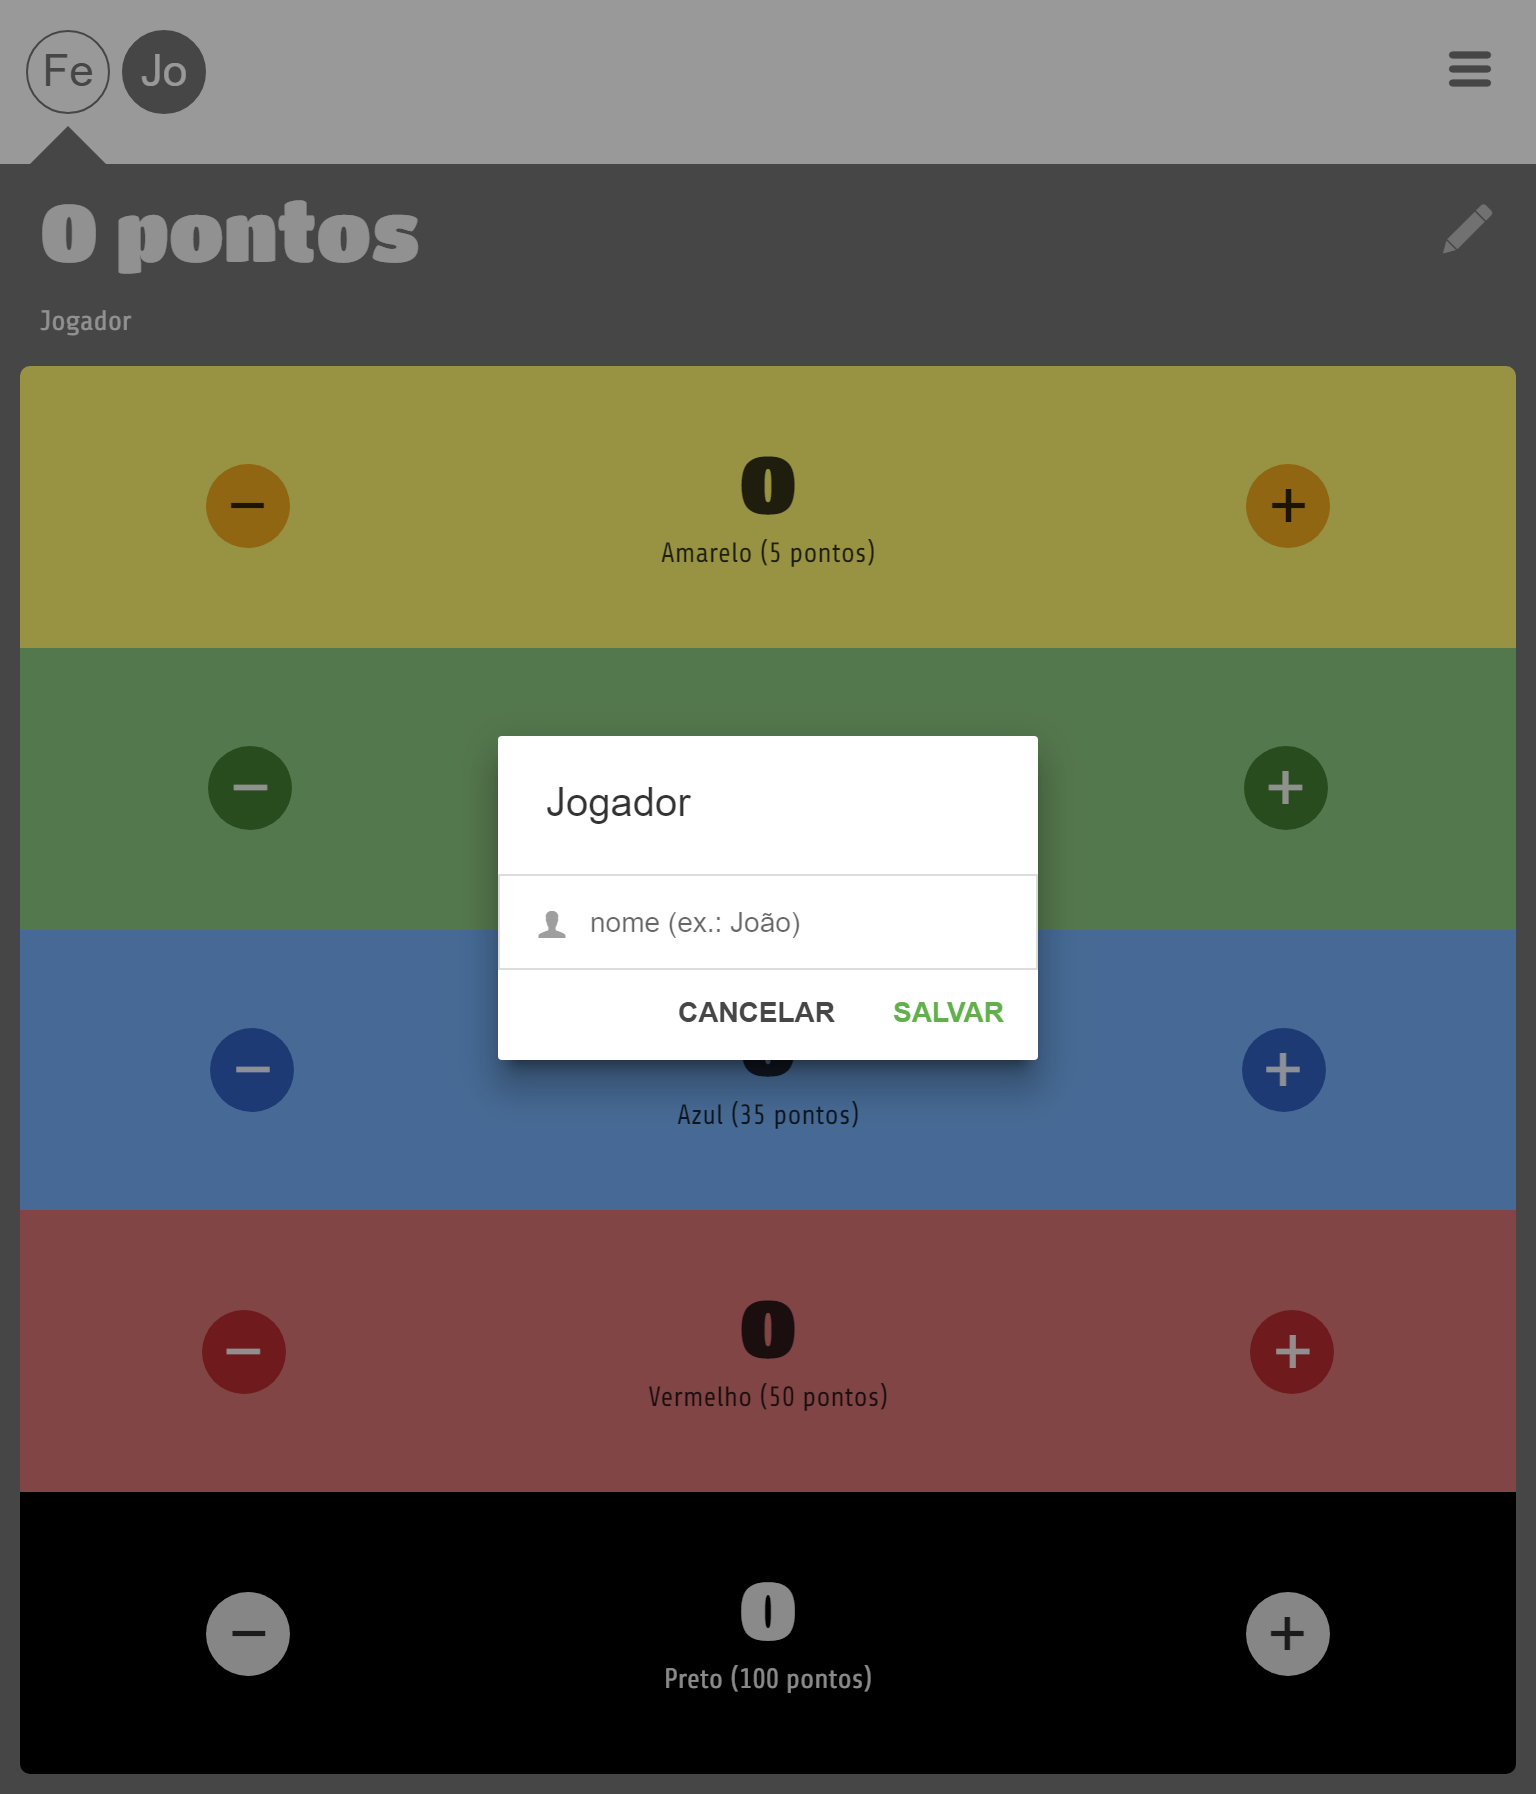 Fe Jo
0 pontos
Jogador
0
Amarelo (5 pontos)
Jogador
nome (ex.: João)
CANCELAR SALVAR
Azul (35 pontos)
0
Vermelho (50 pontos)
0
Preto (100 pontos)